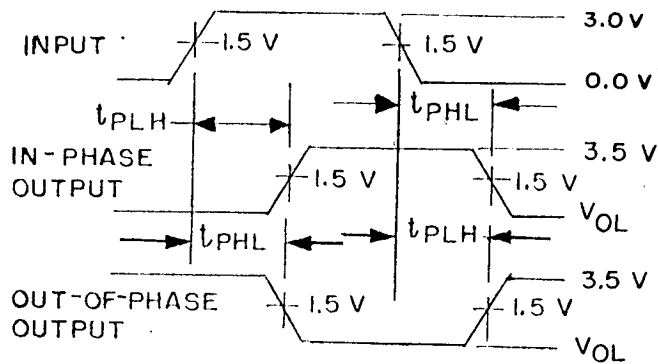 3.0 V
INPUT
1.5 V
1.5 V
0.0 V
tPLH
tPHL
IN-PHASE
OUTPUT
3.5 V
1.5 V
1.5 V
VOL
tPHL
tPLH
3.5 V
OUT-OF-PHASE
OUTPUT
1.5 V
1.5 V
VOL